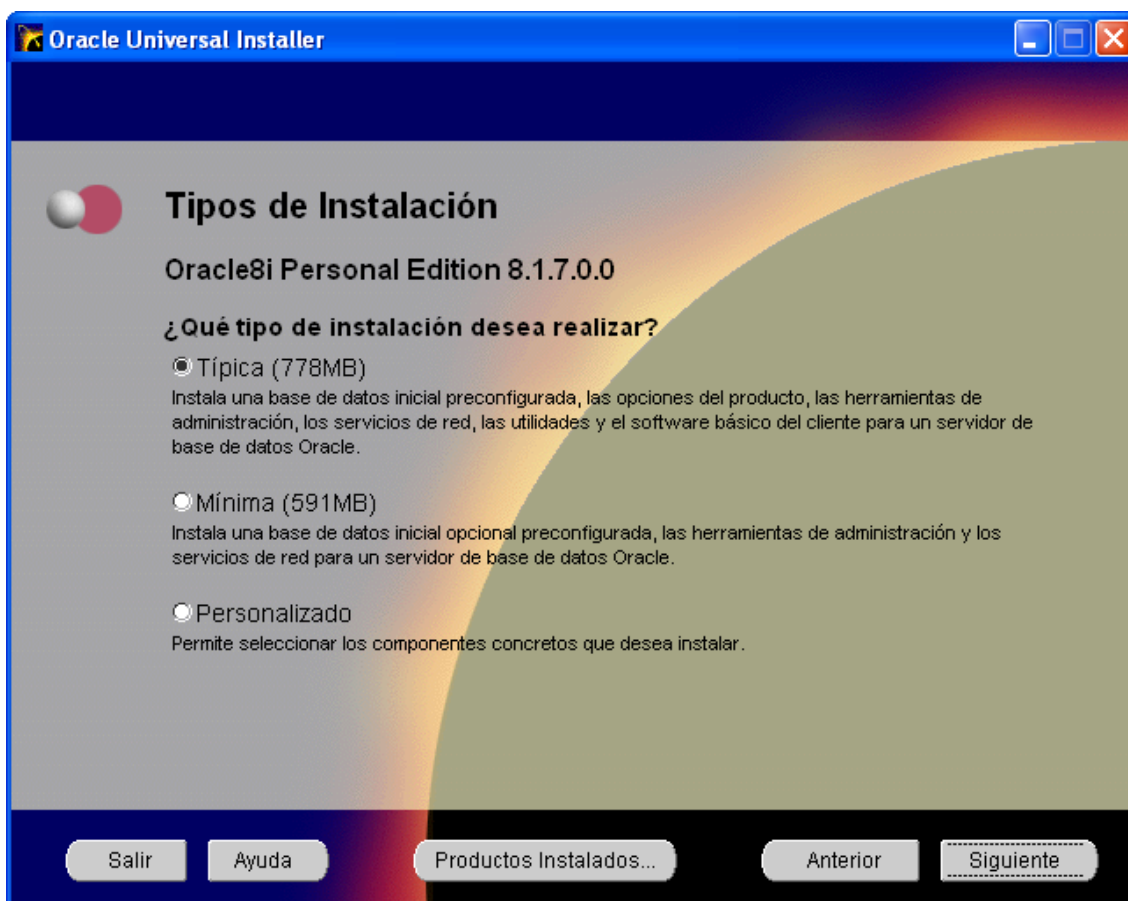 Oracle Universal Installer
Tipos de Instalación
Oracle8i Personal Edition 8.1.7.0.0
¿Qué tipo de instalación desea realizar?
Típica (778MB)
Instala una base de datos inicial preconfigurada, las opciones del producto, las herramientas de
administración, los servicios de red, las utilidades y el software básico del cliente para un servidor de
base de datos Oracle.
Mínima (591MB)
Instala una base de datos inicial opcional preconfigurada, las herramientas de administración y los
servicios de red para un servidor de base de datos Oracle.
Personalizado
Permite seleccionar los componentes concretos que desea instalar.
Salir Ayuda Productos Instalados... Anterior Siguiente